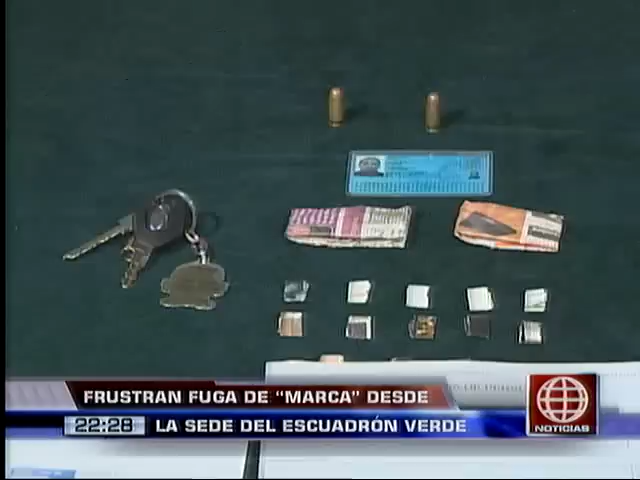 FRUSTRAN FUGA DE “MARCA” DESDE
22:28 LA SEDE DEL ESCUADRÓN VERDE
NOTICIAS